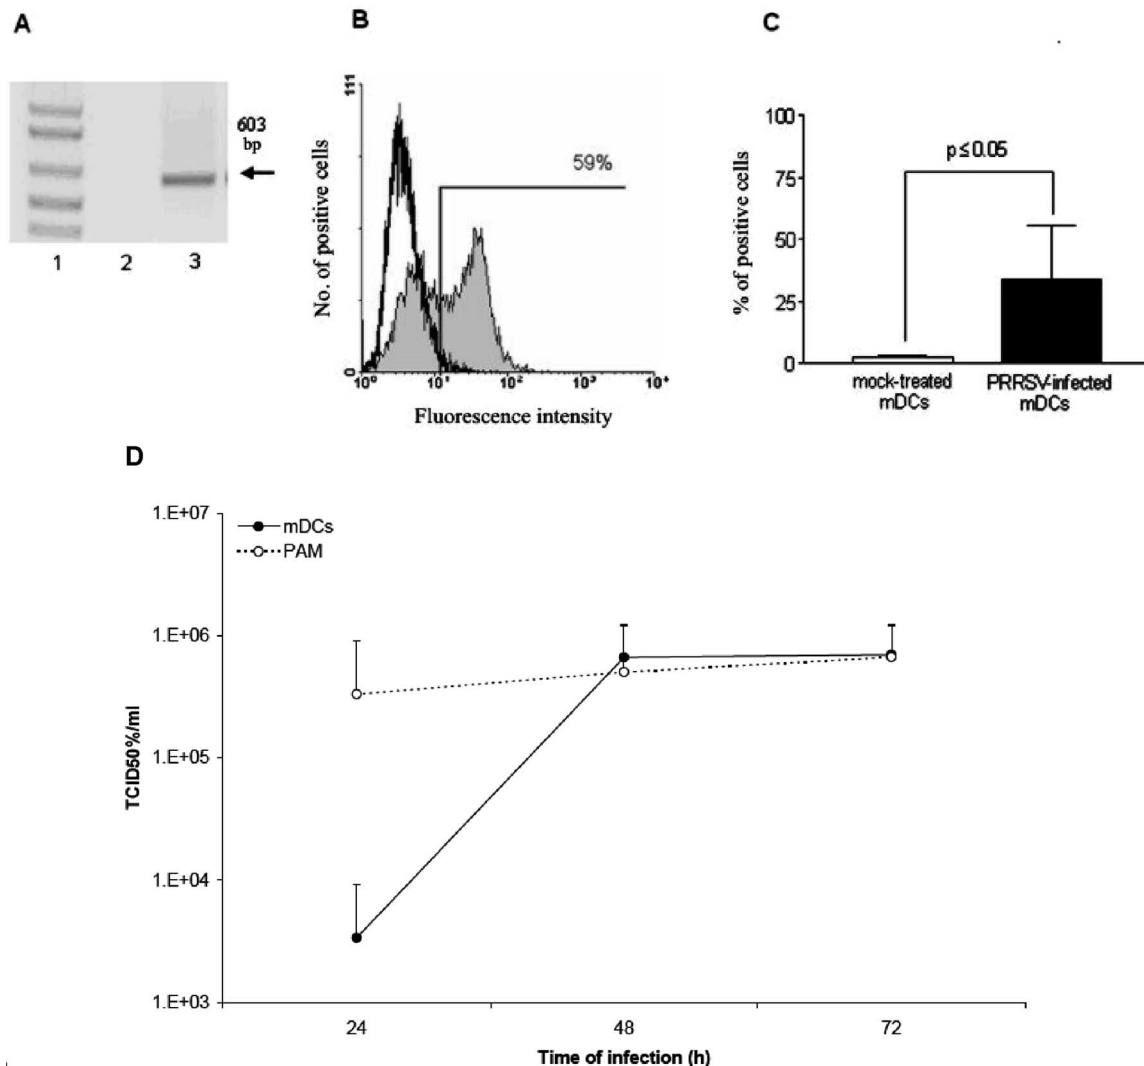 A
603
bp
1 2 3
B
111
No. of positive cells
0
59%
10⁰ 10¹ 10² 10³ 10⁴
Fluorescence intensity
C
% of positive cells
100
75
50
25
0
p≤0.05
mock-treated
mDCs
PRRSV-infected
mDCs
D
TCID50%/ml
1.E+07
1.E+06
1.E+05
1.E+04
1.E+03
mDCs
PAM
24 48 72
Time of infection (h)